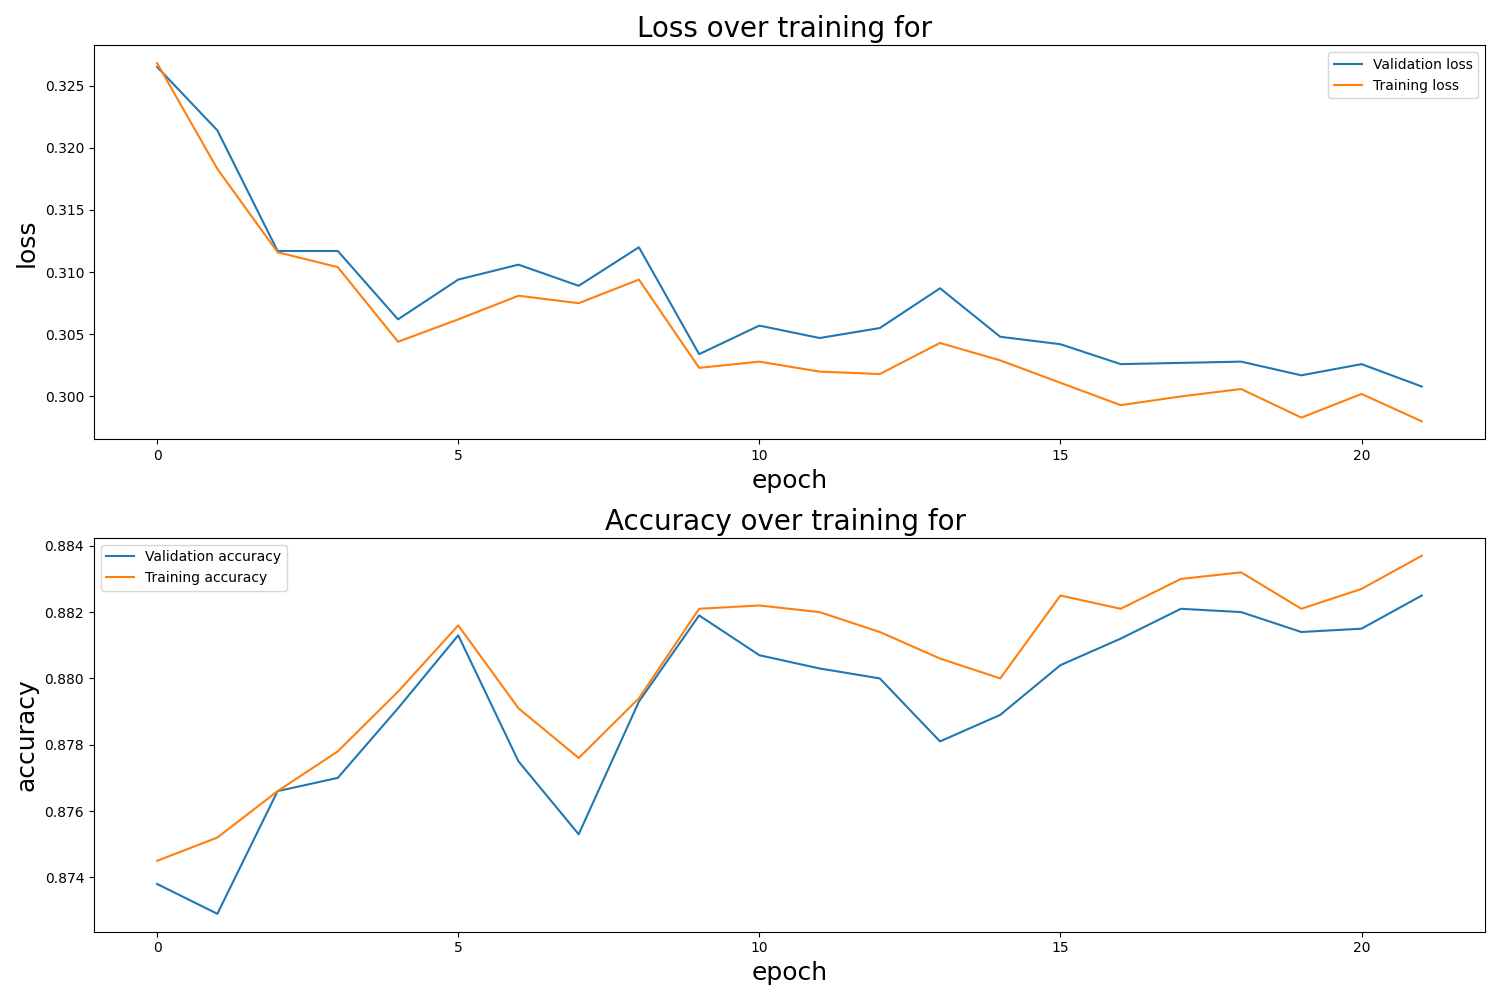 Loss over training for
Validation loss
Training loss
0.325
0.320
0.315
0.310
0.305
0.300
loss
0
5
10
15
20
epoch
Accuracy over training for
Validation accuracy
Training accuracy
0.884
0.882
0.880
0.878
0.876
0.874
accuracy
0
5
10
15
20
epoch